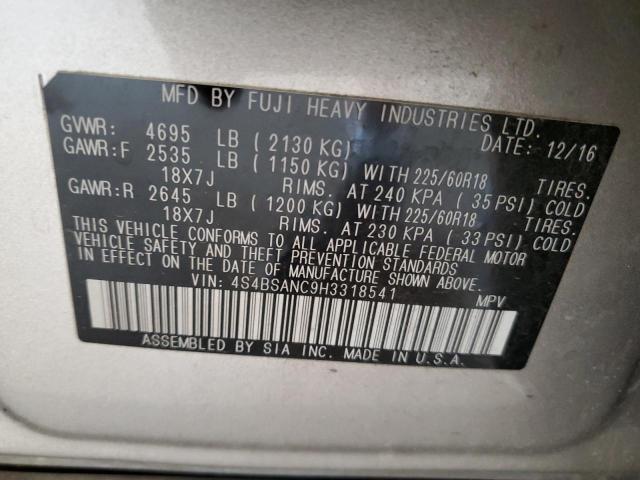 MFD BY FUJI HEAVY INDUSTRIES LTD.
DATE: 12/16
GVWR: 4695 LB (2130 KG)
GAWR:F 2535 LB (1150 KG) WITH 225/60R18 TIRES.
18X7J RIMS. AT 240 KPA (35 PSI) COLD
GAWR:R 2645 LB (1200 KG) WITH 225/60R18 TIRES.
18X7J RIMS. AT 230 KPA (33 PSI) COLD
THIS VEHICLE CONFORMS TO ALL APPLICABLE FEDERAL MOTOR
VEHICLE SAFETY AND THEFT PREVENTION STANDARDS
IN EFFECT ON THE DATE OF MANUFACTURE SHOWN ABOVE.
VIN: 4S4BSANC9H3318541 MPV
ASSEMBLED BY SIA INC. MADE IN U.S.A.